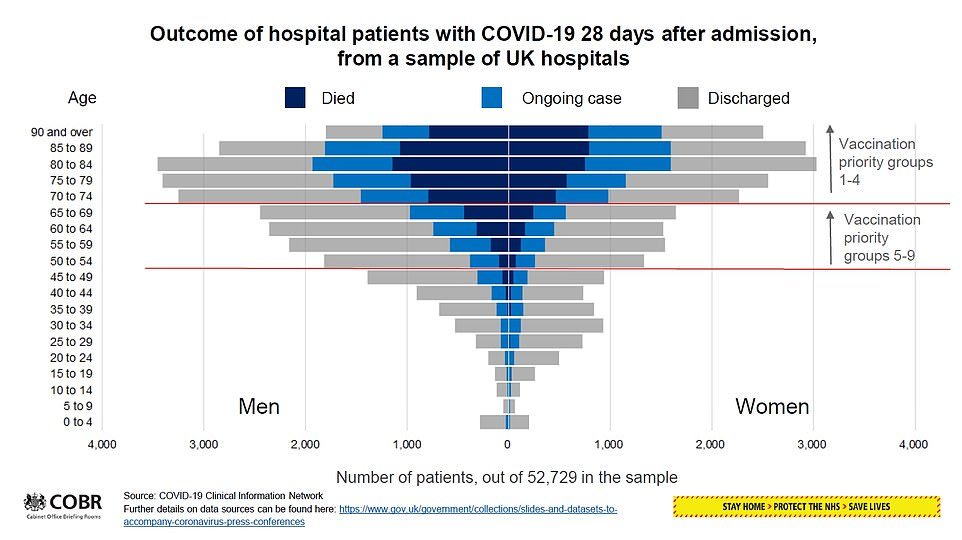 Outcome of hospital patients with COVID-19 28 days after admission,
from a sample of UK hospitals
Age
Died
Ongoing case
Discharged
90 and over
85 to 89
80 to 84
75 to 79
70 to 74
65 to 69
60 to 64
55 to 59
50 to 54
45 to 49
40 to 44
35 to 39
30 to 34
25 to 29
20 to 24
15 to 19
10 to 14
5 to 9
0 to 4
Vaccination
priority groups
1-4
Vaccination
priority
groups 5-9
Men
Women
4,000 3,000 2,000 1,000 0 1,000 2,000 3,000 4,000
Number of patients, out of 52,729 in the sample
COBR
Cabinet Office Briefing Rooms
Source: COVID-19 Clinical Information Network
Further details on data sources can be found here: https://www.gov.uk/government/collections/slides-and-datasets-to-
accompany-coronavirus-press-conferences
STAY HOME > PROTECT THE NHS > SAVE LIVES